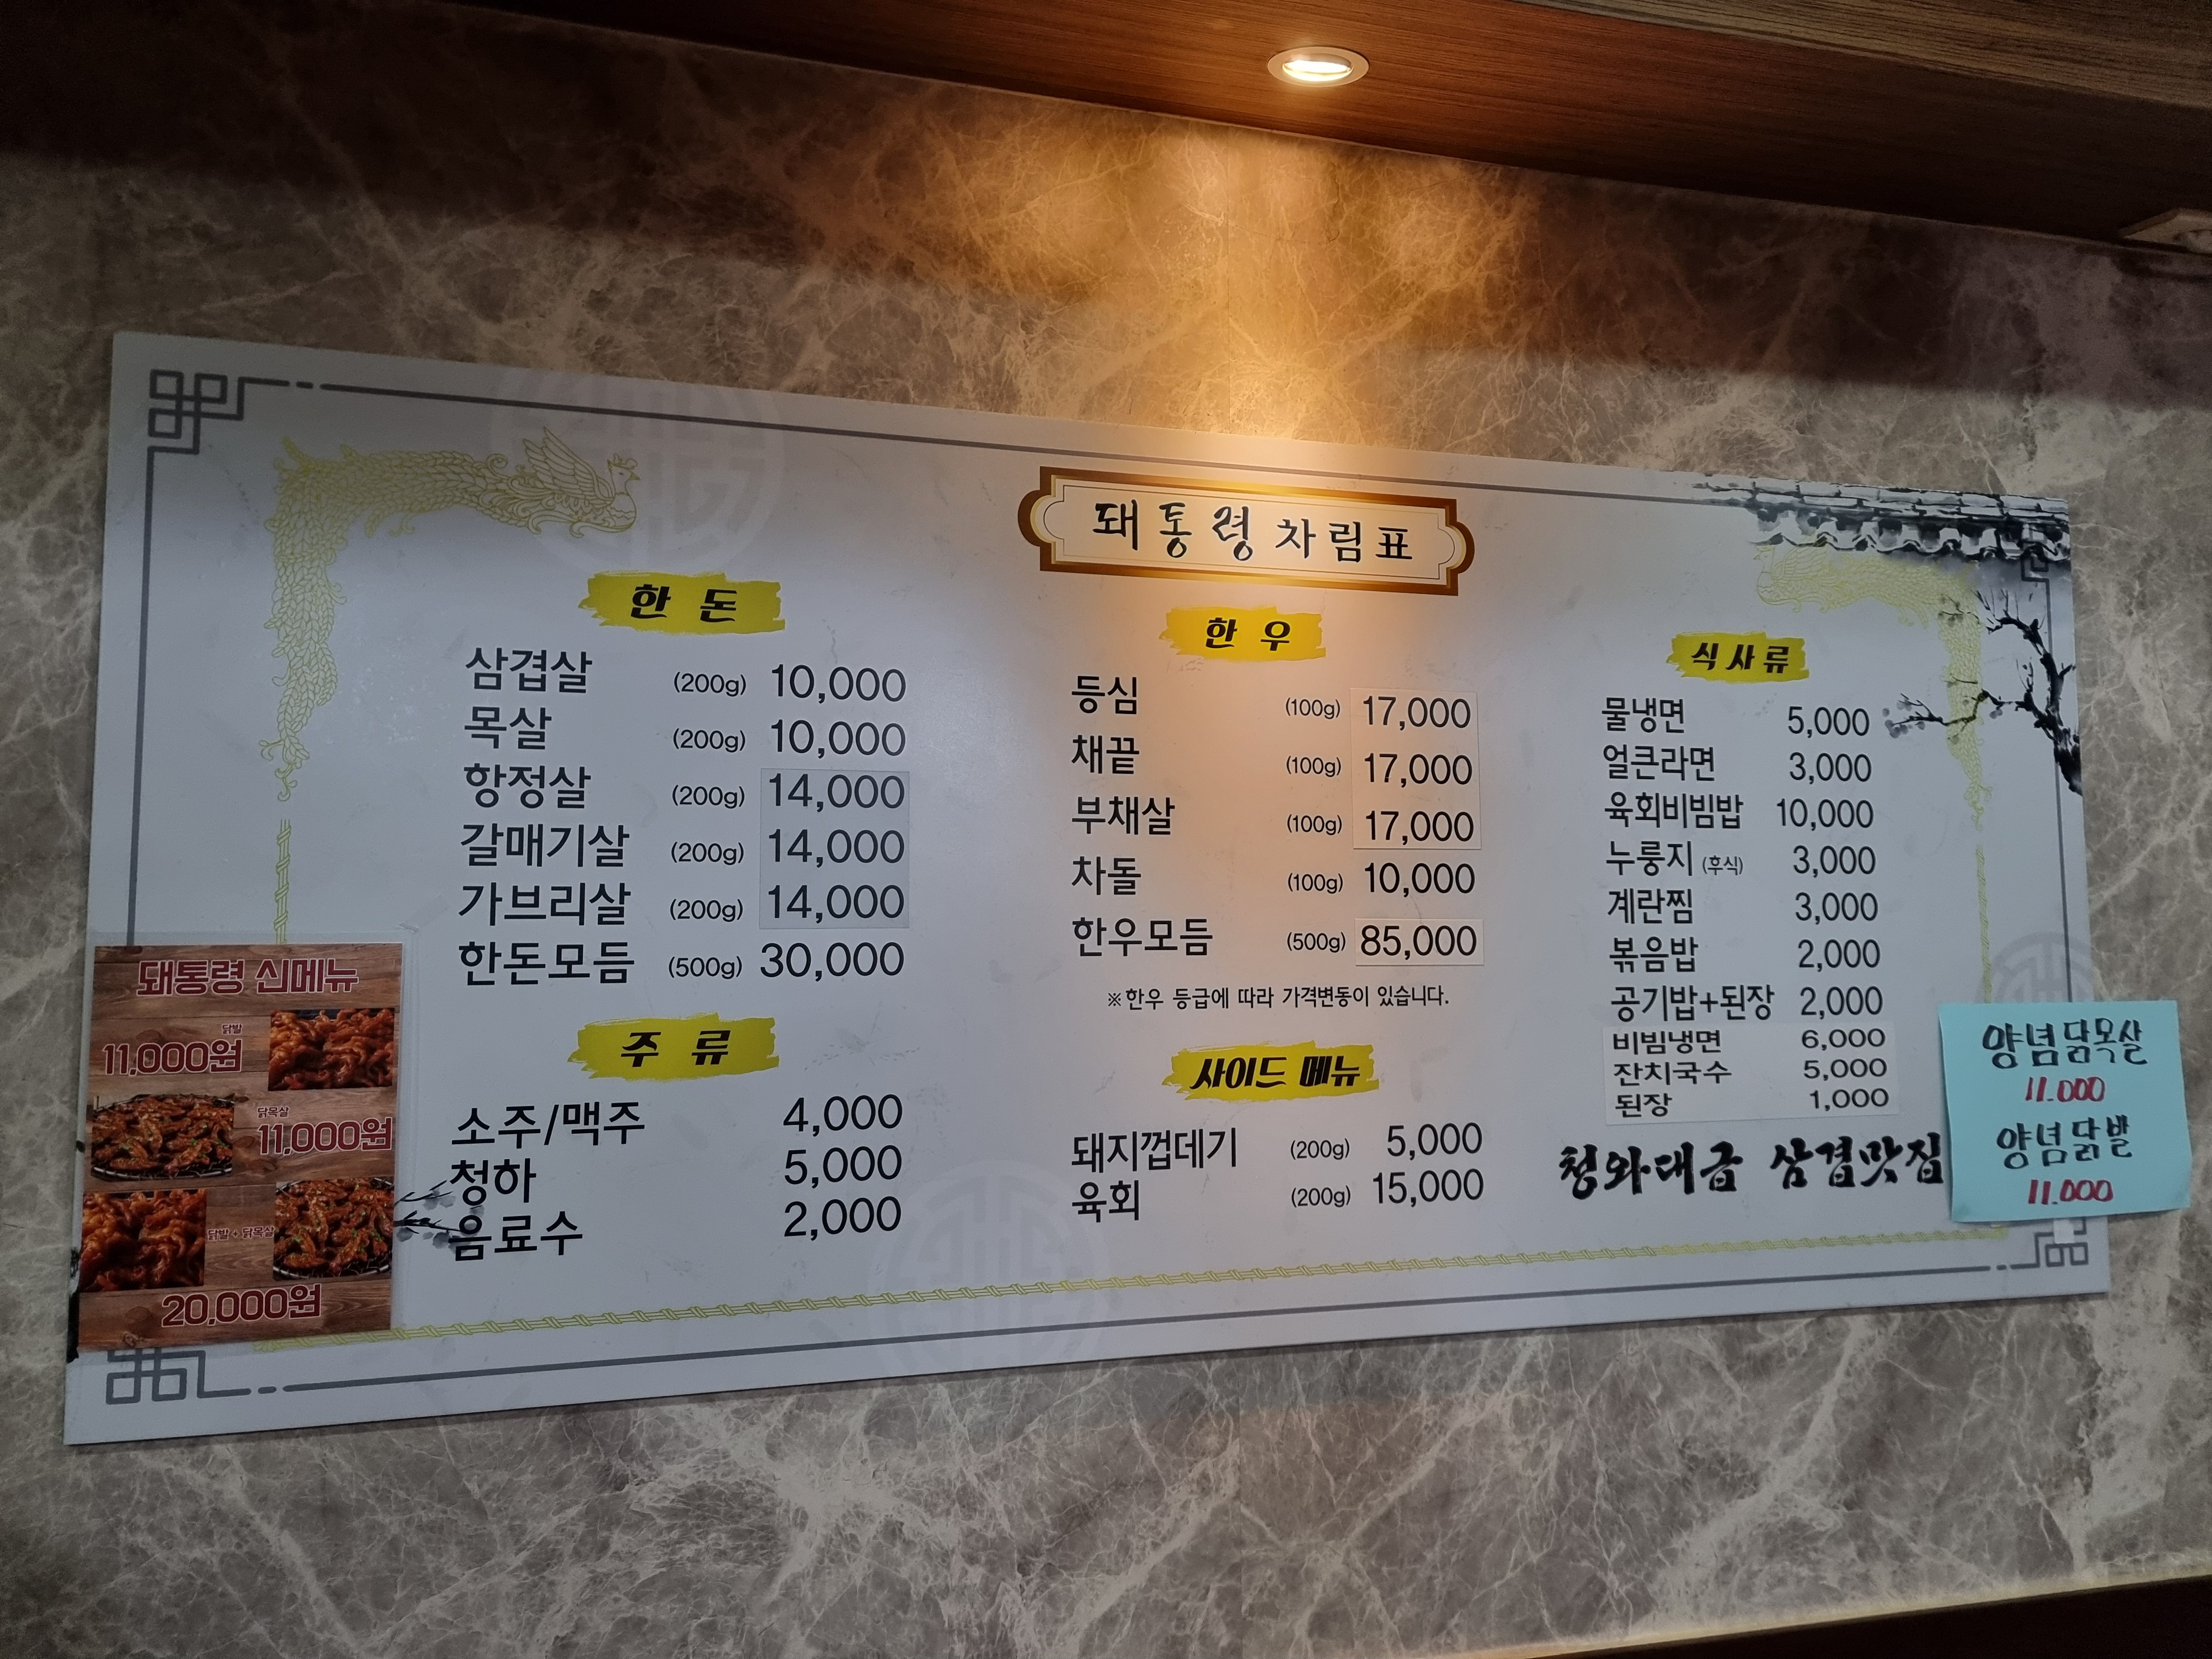 돼통령 차림표
한돈
삼겹살 (200g) 10,000
목살 (200g) 10,000
항정살 (200g) 14,000
갈매기살 (200g) 14,000
가브리살 (200g) 14,000
한돈모듬 (500g) 30,000
주류
소주/맥주 4,000
청하 5,000
음료수 2,000
한우
등심 (100g) 17,000
채끝 (100g) 17,000
부채살 (100g) 17,000
차돌 (100g) 10,000
한우모듬 (500g) 85,000
※한우 등급에 따라 가격변동이 있습니다.
사이드 메뉴
돼지껍데기 (200g) 5,000
육회 (200g) 15,000
식사류
물냉면 5,000
얼큰라면 3,000
육회비빔밥 10,000
누룽지 (후식) 3,000
계란찜 3,000
볶음밥 2,000
공기밥+된장 2,000
비빔냉면 6,000
잔치국수 5,000
된장 1,000
청와대급 삼겹맛집
돼통령 신메뉴
닭발
11,000원
닭목살
11,000원
닭발 + 닭목살
20,000원
양념닭목살
11.000
양념닭발
11.000